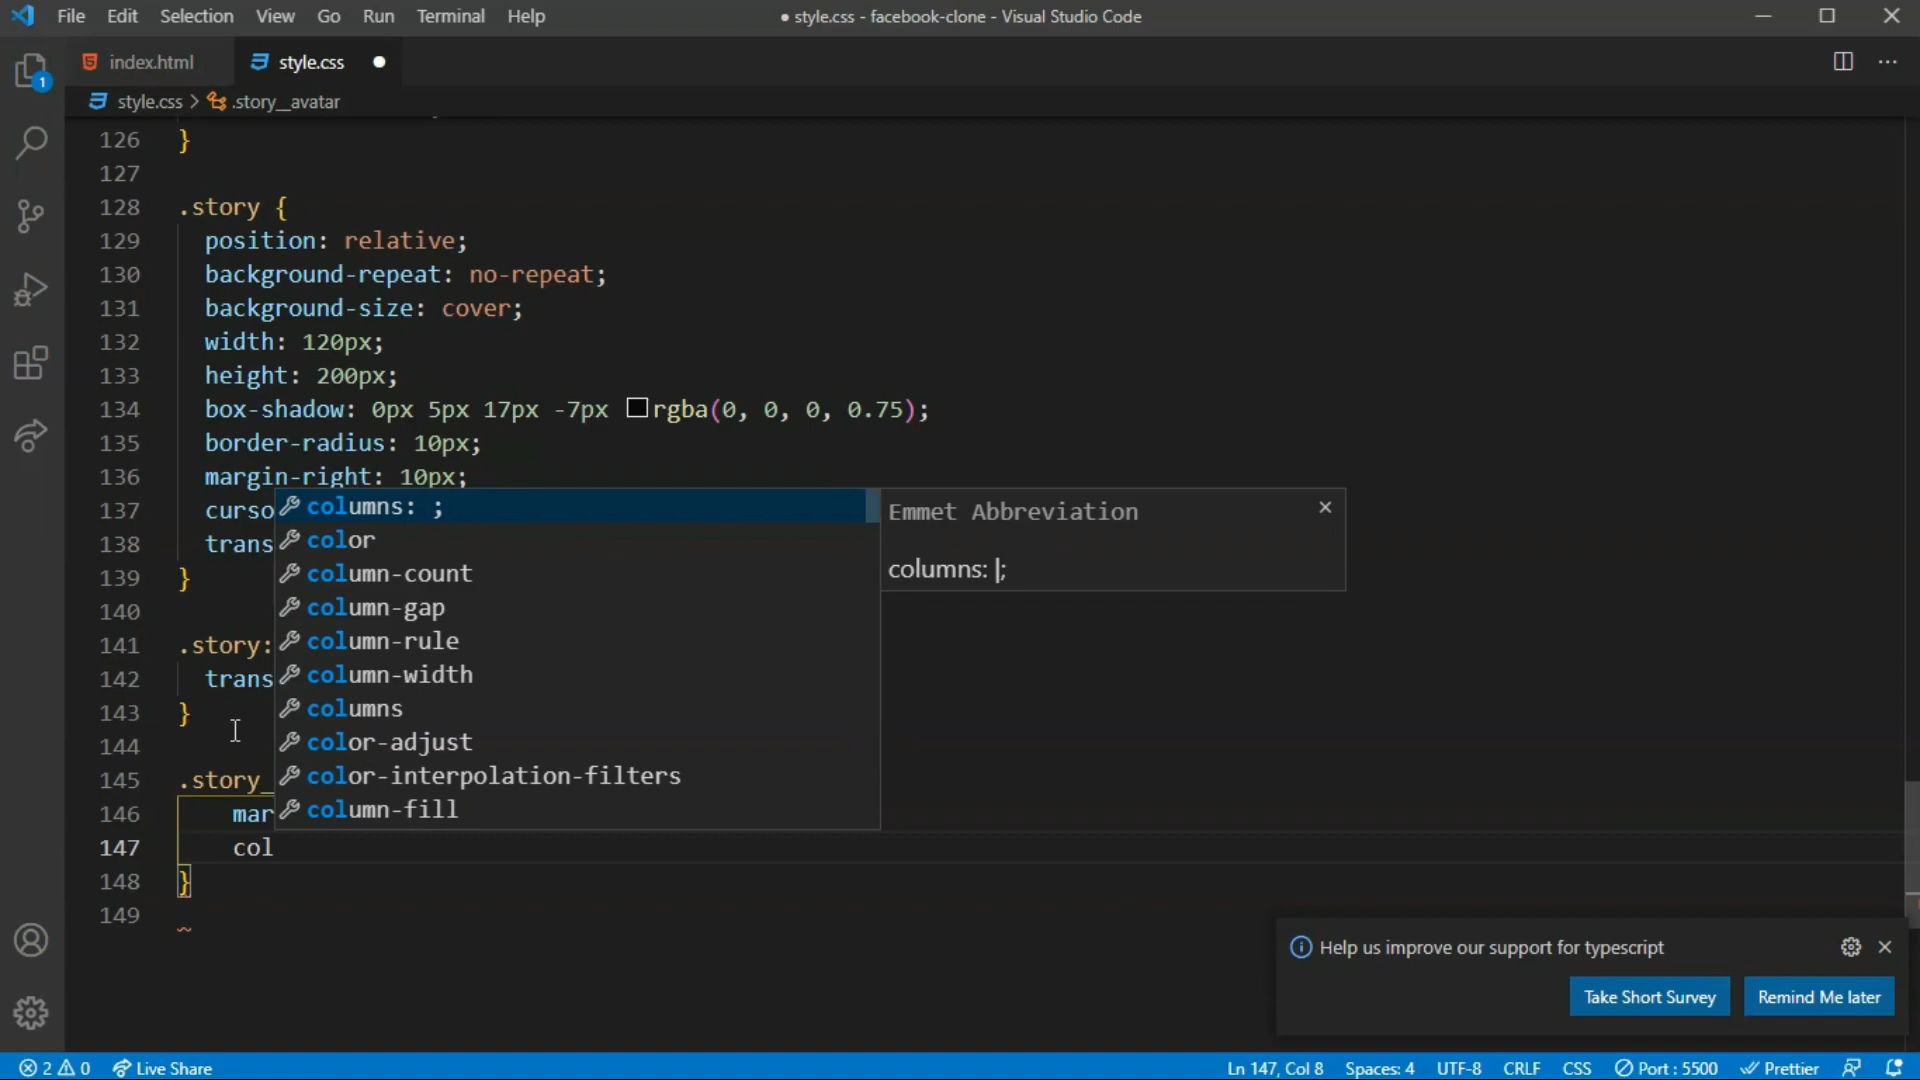 File Edit Selection View Go Run Terminal Help
● style.css - facebook-clone - Visual Studio Code
1
index.html
style.css ●
style.css > .story__avatar
126 }
127
128 .story {
129 position: relative;
130 background-repeat: no-repeat;
131 background-size: cover;
132 width: 120px;
133 height: 200px;
134 box-shadow: 0px 5px 17px -7px rgba(0, 0, 0, 0.75);
135 border-radius: 10px;
136 margin-right: 10px;
137 curso
138 trans
139 }
140
141 .story:
142 trans
143 }
144
145 .story_
146 mar
147 col
148 }
149
columns: ;
color
column-count
column-gap
column-rule
column-width
columns
color-adjust
color-interpolation-filters
column-fill
Emmet Abbreviation
columns: |;
Help us improve our support for typescript
Take Short Survey
Remind Me later
2 0 Live Share
Ln 147, Col 8 Spaces: 4 UTF-8 CRLF CSS Port : 5500 Prettier